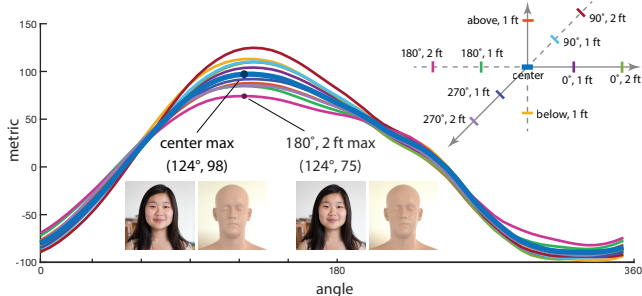 150
100
50
0
-50
-100
metric
0
180
360
angle
center max
(124°, 98)
180°, 2 ft max
(124°, 75)
above, 1 ft
90°, 2 ft
90°, 1 ft
180°, 2 ft
180°, 1 ft
center
0°, 1 ft
0°, 2 ft
270°, 1 ft
270°, 2 ft
below, 1 ft